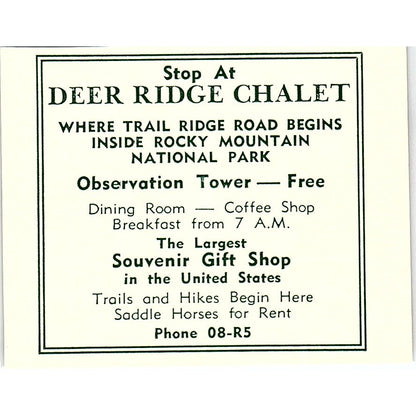 Stop At
DEER RIDGE CHALET
WHERE TRAIL RIDGE ROAD BEGINS
INSIDE ROCKY MOUNTAIN
NATIONAL PARK
Observation Tower — Free
Dining Room — Coffee Shop
Breakfast from 7 A.M.
The Largest
Souvenir Gift Shop
in the United States
Trails and Hikes Begin Here
Saddle Horses for Rent
Phone 08-R5